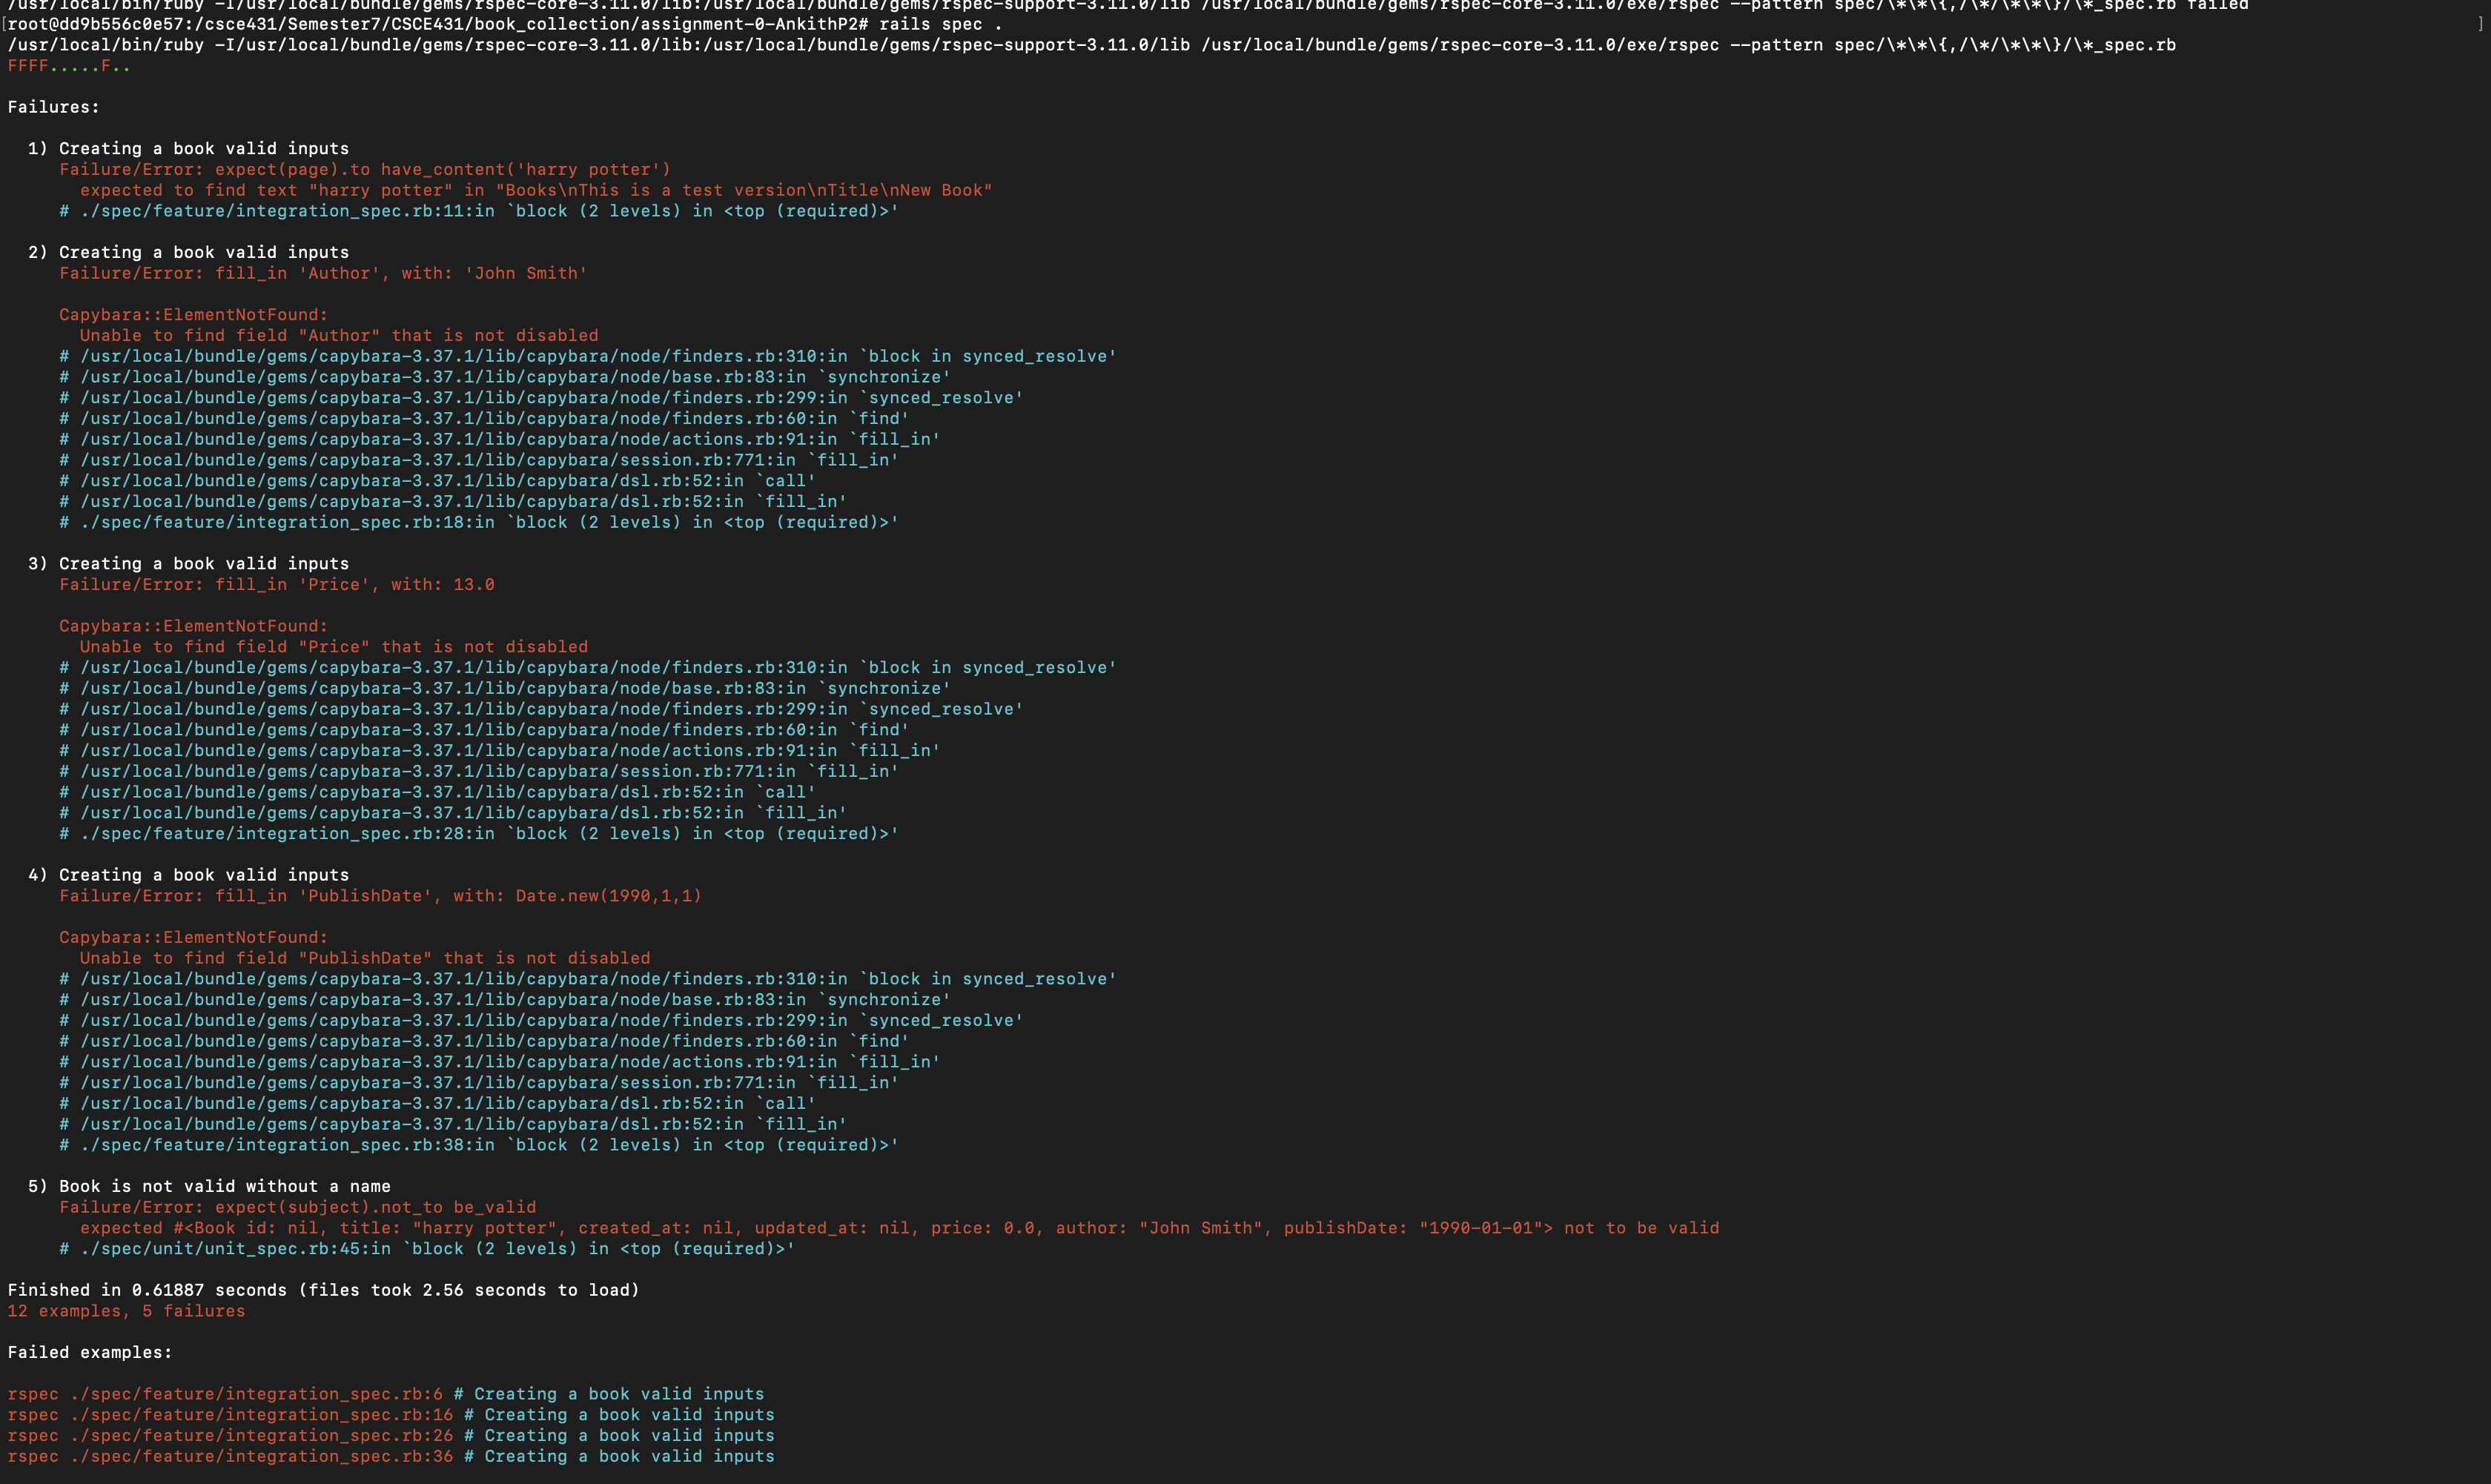 /usr/local/bin/ruby -I/usr/local/bundle/gems/rspec-core-3.11.0/lib:/usr/local/bundle/gems/rspec-support-3.11.0/lib /usr/local/bundle/gems/rspec-core-3.11.0/exe/rspec --pattern spec/\*\*\{,/\*/\*\*\}/\*_spec.rb failed
[root@dd9b556c0e57:/csce431/Semester7/CSCE431/book_collection/assignment-0-AnkithP2# rails spec . ]
/usr/local/bin/ruby -I/usr/local/bundle/gems/rspec-core-3.11.0/lib:/usr/local/bundle/gems/rspec-support-3.11.0/lib /usr/local/bundle/gems/rspec-core-3.11.0/exe/rspec --pattern spec/\*\*\{,/\*/\*\*\}/\*_spec.rb
FFFF.....F..
Failures:
1) Creating a book valid inputs
Failure/Error: expect(page).to have_content('harry potter')
expected to find text "harry potter" in "Books\nThis is a test version\nTitle\nNew Book"
# ./spec/feature/integration_spec.rb:11:in `block (2 levels) in <top (required)>'
2) Creating a book valid inputs
Failure/Error: fill_in 'Author', with: 'John Smith'
Capybara::ElementNotFound:
Unable to find field "Author" that is not disabled
# /usr/local/bundle/gems/capybara-3.37.1/lib/capybara/node/finders.rb:310:in `block in synced_resolve'
# /usr/local/bundle/gems/capybara-3.37.1/lib/capybara/node/base.rb:83:in `synchronize'
# /usr/local/bundle/gems/capybara-3.37.1/lib/capybara/node/finders.rb:299:in `synced_resolve'
# /usr/local/bundle/gems/capybara-3.37.1/lib/capybara/node/finders.rb:60:in `find'
# /usr/local/bundle/gems/capybara-3.37.1/lib/capybara/node/actions.rb:91:in `fill_in'
# /usr/local/bundle/gems/capybara-3.37.1/lib/capybara/session.rb:771:in `fill_in'
# /usr/local/bundle/gems/capybara-3.37.1/lib/capybara/dsl.rb:52:in `call'
# /usr/local/bundle/gems/capybara-3.37.1/lib/capybara/dsl.rb:52:in `fill_in'
# ./spec/feature/integration_spec.rb:18:in `block (2 levels) in <top (required)>'
3) Creating a book valid inputs
Failure/Error: fill_in 'Price', with: 13.0
Capybara::ElementNotFound:
Unable to find field "Price" that is not disabled
# /usr/local/bundle/gems/capybara-3.37.1/lib/capybara/node/finders.rb:310:in `block in synced_resolve'
# /usr/local/bundle/gems/capybara-3.37.1/lib/capybara/node/base.rb:83:in `synchronize'
# /usr/local/bundle/gems/capybara-3.37.1/lib/capybara/node/finders.rb:299:in `synced_resolve'
# /usr/local/bundle/gems/capybara-3.37.1/lib/capybara/node/finders.rb:60:in `find'
# /usr/local/bundle/gems/capybara-3.37.1/lib/capybara/node/actions.rb:91:in `fill_in'
# /usr/local/bundle/gems/capybara-3.37.1/lib/capybara/session.rb:771:in `fill_in'
# /usr/local/bundle/gems/capybara-3.37.1/lib/capybara/dsl.rb:52:in `call'
# /usr/local/bundle/gems/capybara-3.37.1/lib/capybara/dsl.rb:52:in `fill_in'
# ./spec/feature/integration_spec.rb:28:in `block (2 levels) in <top (required)>'
4) Creating a book valid inputs
Failure/Error: fill_in 'PublishDate', with: Date.new(1990,1,1)
Capybara::ElementNotFound:
Unable to find field "PublishDate" that is not disabled
# /usr/local/bundle/gems/capybara-3.37.1/lib/capybara/node/finders.rb:310:in `block in synced_resolve'
# /usr/local/bundle/gems/capybara-3.37.1/lib/capybara/node/base.rb:83:in `synchronize'
# /usr/local/bundle/gems/capybara-3.37.1/lib/capybara/node/finders.rb:299:in `synced_resolve'
# /usr/local/bundle/gems/capybara-3.37.1/lib/capybara/node/finders.rb:60:in `find'
# /usr/local/bundle/gems/capybara-3.37.1/lib/capybara/node/actions.rb:91:in `fill_in'
# /usr/local/bundle/gems/capybara-3.37.1/lib/capybara/session.rb:771:in `fill_in'
# /usr/local/bundle/gems/capybara-3.37.1/lib/capybara/dsl.rb:52:in `call'
# /usr/local/bundle/gems/capybara-3.37.1/lib/capybara/dsl.rb:52:in `fill_in'
# ./spec/feature/integration_spec.rb:38:in `block (2 levels) in <top (required)>'
5) Book is not valid without a name
Failure/Error: expect(subject).not_to be_valid
expected #<Book id: nil, title: "harry potter", created_at: nil, updated_at: nil, price: 0.0, author: "John Smith", publishDate: "1990-01-01"> not to be valid
# ./spec/unit/unit_spec.rb:45:in `block (2 levels) in <top (required)>'
Finished in 0.61887 seconds (files took 2.56 seconds to load)
12 examples, 5 failures
Failed examples:
rspec ./spec/feature/integration_spec.rb:6 # Creating a book valid inputs
rspec ./spec/feature/integration_spec.rb:16 # Creating a book valid inputs
rspec ./spec/feature/integration_spec.rb:26 # Creating a book valid inputs
rspec ./spec/feature/integration_spec.rb:36 # Creating a book valid inputs